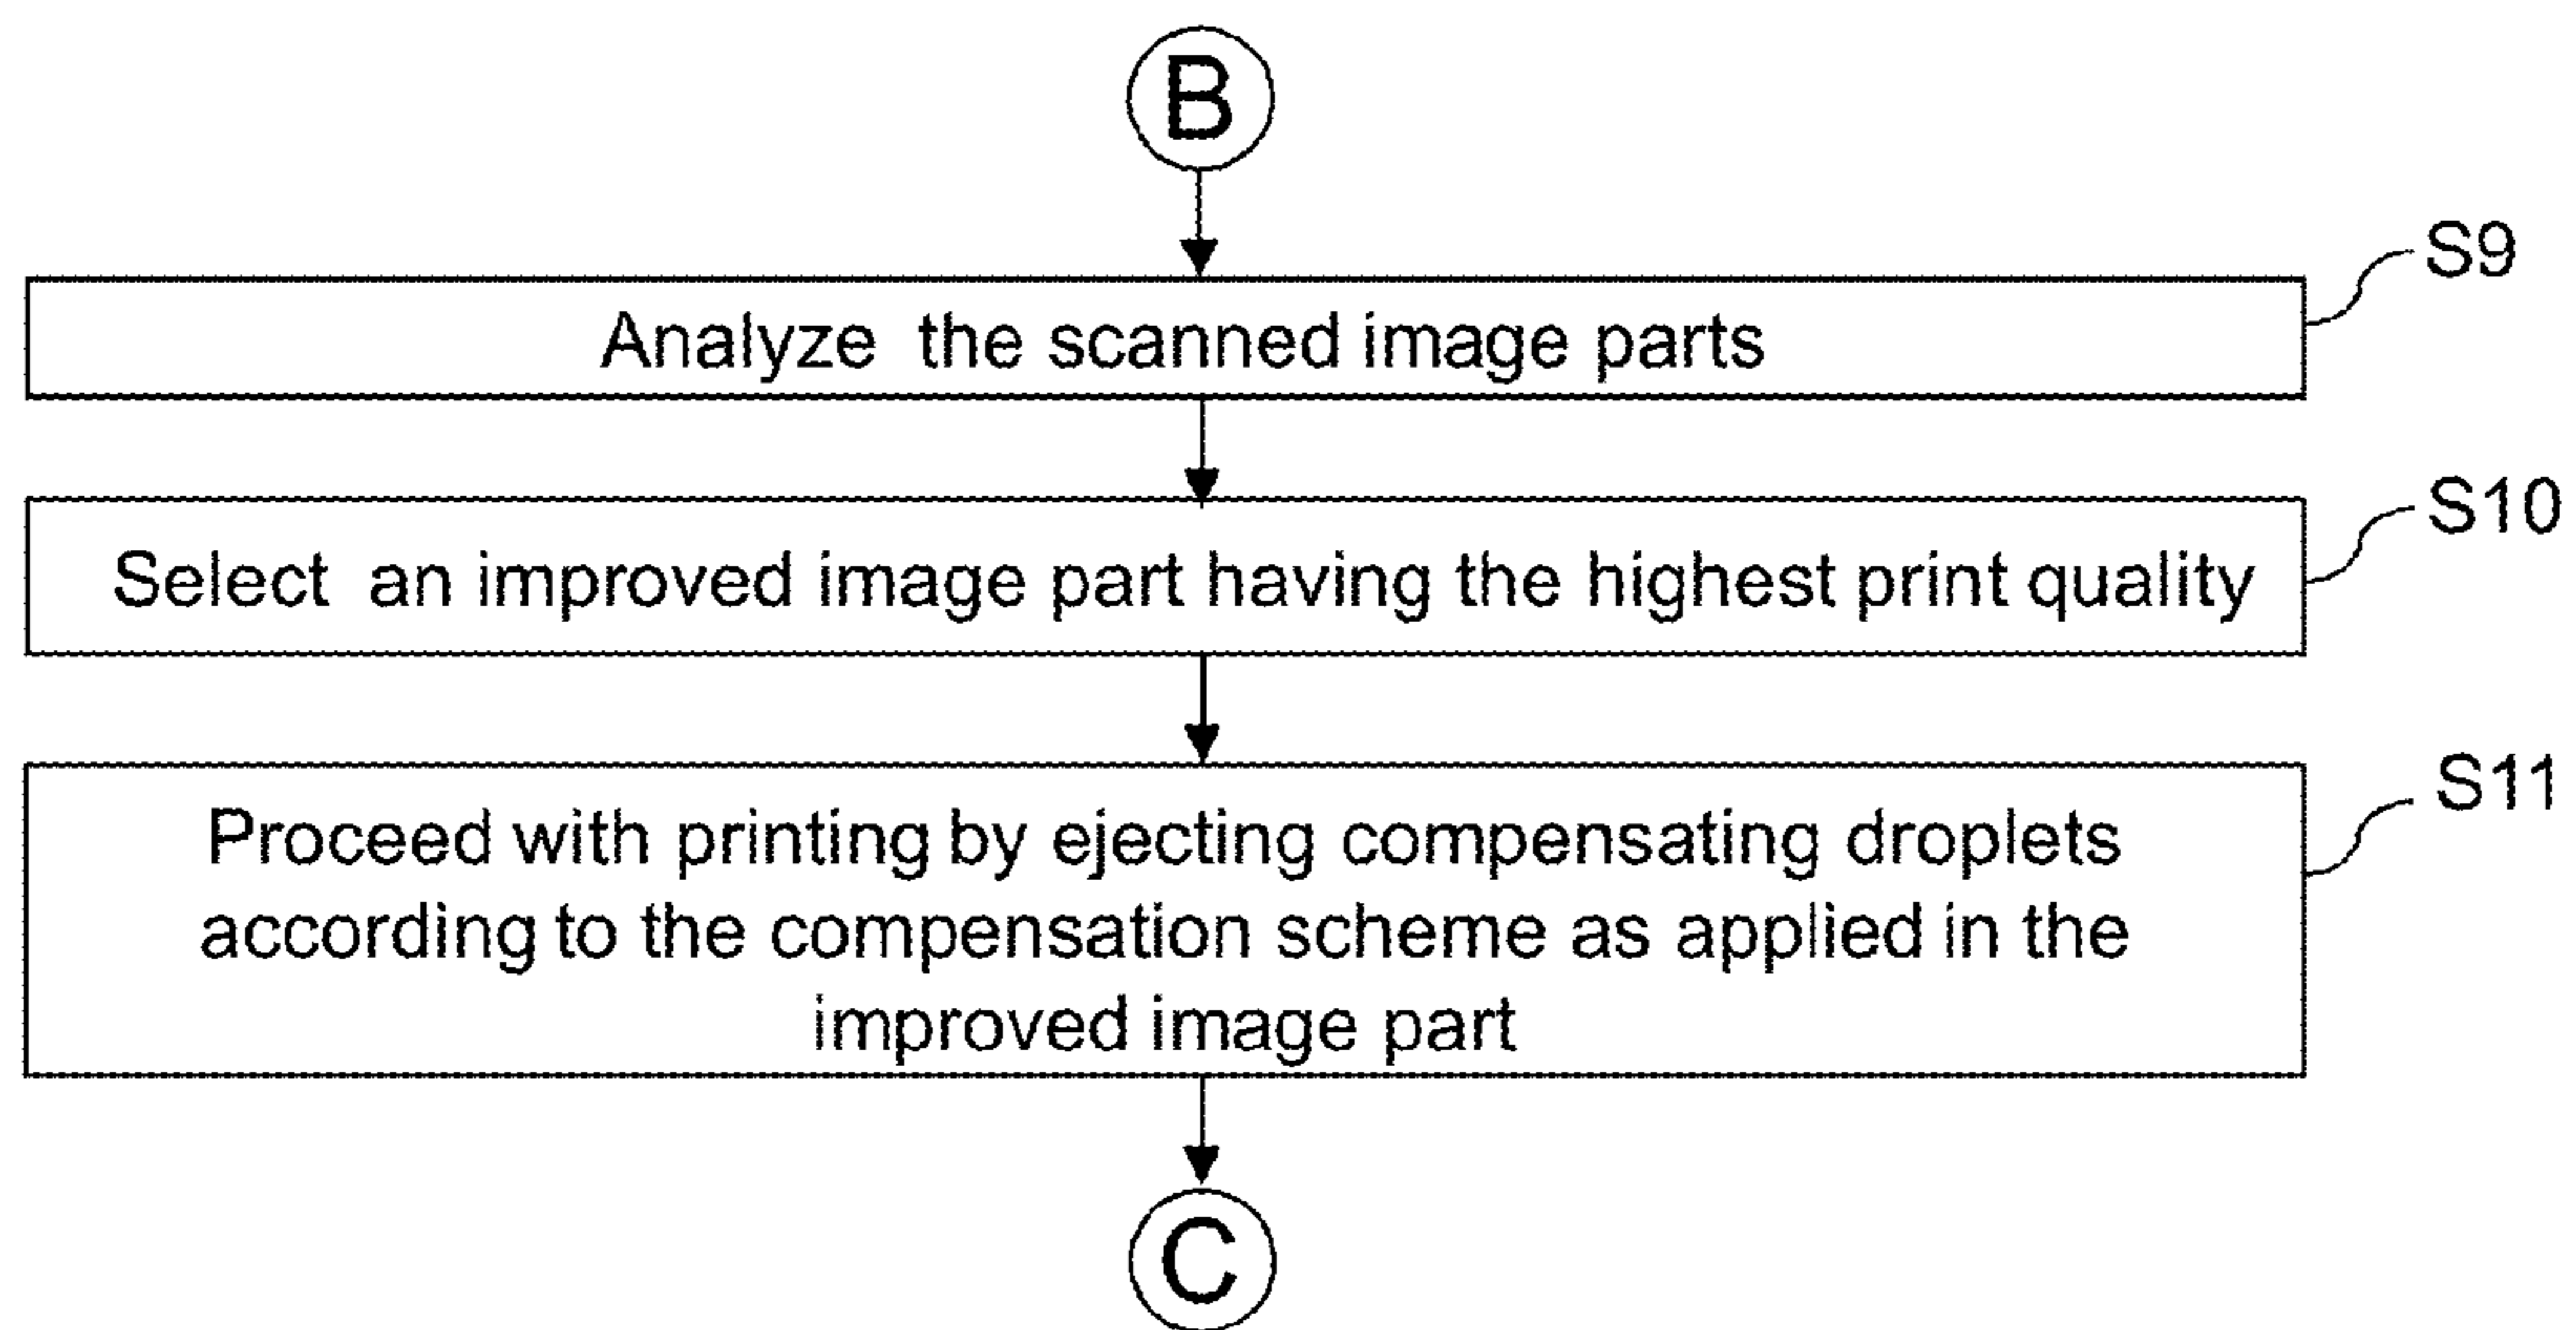 B
S9
Analyze the scanned image parts
S10
Select an improved image part having the highest print quality
S11
Proceed with printing by ejecting compensating droplets
according to the compensation scheme as applied in the
improved image part
C